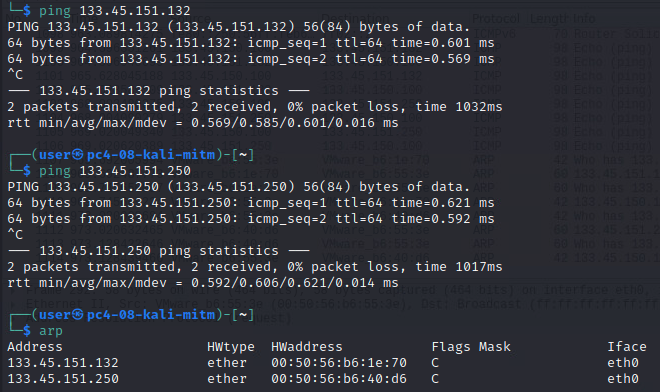 └─$ ping 133.45.151.132
PING 133.45.151.132 (133.45.151.132) 56(84) bytes of data.
64 bytes from 133.45.151.132: icmp_seq=1 ttl=64 time=0.601 ms
64 bytes from 133.45.151.132: icmp_seq=2 ttl=64 time=0.569 ms
^C
--- 133.45.151.132 ping statistics ---
2 packets transmitted, 2 received, 0% packet loss, time 1032ms
rtt min/avg/max/mdev = 0.569/0.585/0.601/0.016 ms
┌──(user㉿pc4-08-kali-mitm)-[~]
└─$ ping 133.45.151.250
PING 133.45.151.250 (133.45.151.250) 56(84) bytes of data.
64 bytes from 133.45.151.250: icmp_seq=1 ttl=64 time=0.621 ms
64 bytes from 133.45.151.250: icmp_seq=2 ttl=64 time=0.592 ms
^C
--- 133.45.151.250 ping statistics ---
2 packets transmitted, 2 received, 0% packet loss, time 1017ms
rtt min/avg/max/mdev = 0.592/0.606/0.621/0.014 ms
┌──(user㉿pc4-08-kali-mitm)-[~]
└─$ arp
Address HWtype HWaddress Flags Mask Iface
133.45.151.132 ether 00:50:56:b6:1e:70 C eth0
133.45.151.250 ether 00:50:56:b6:40:d6 C eth0